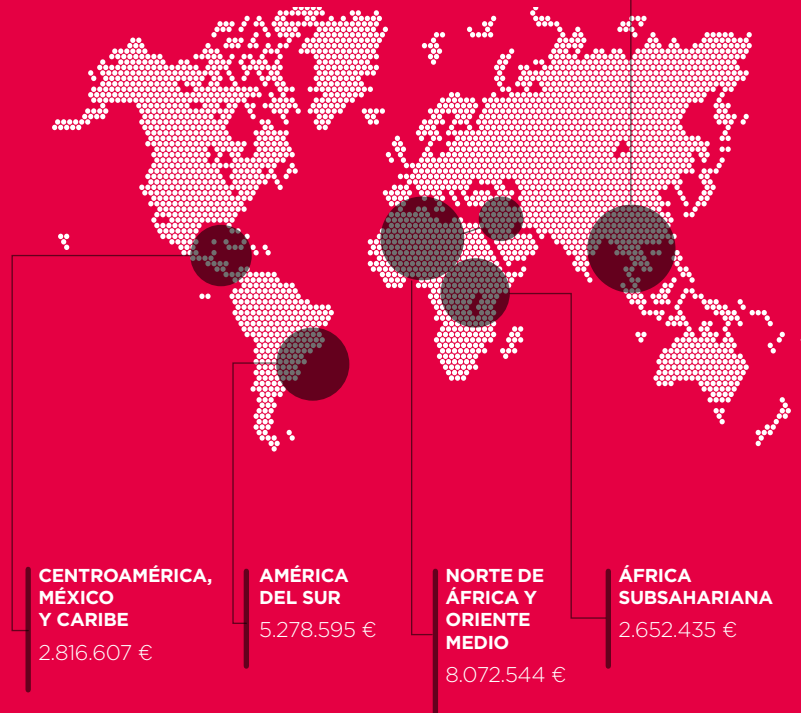 CENTROAMÉRICA,
MÉXICO
Y CARIBE
2.816.607 €
AMÉRICA
DEL SUR
5.278.595 €
NORTE DE
ÁFRICA Y
ORIENTE
MEDIO
8.072.544 €
ÁFRICA
SUBSAHARIANA
2.652.435 €